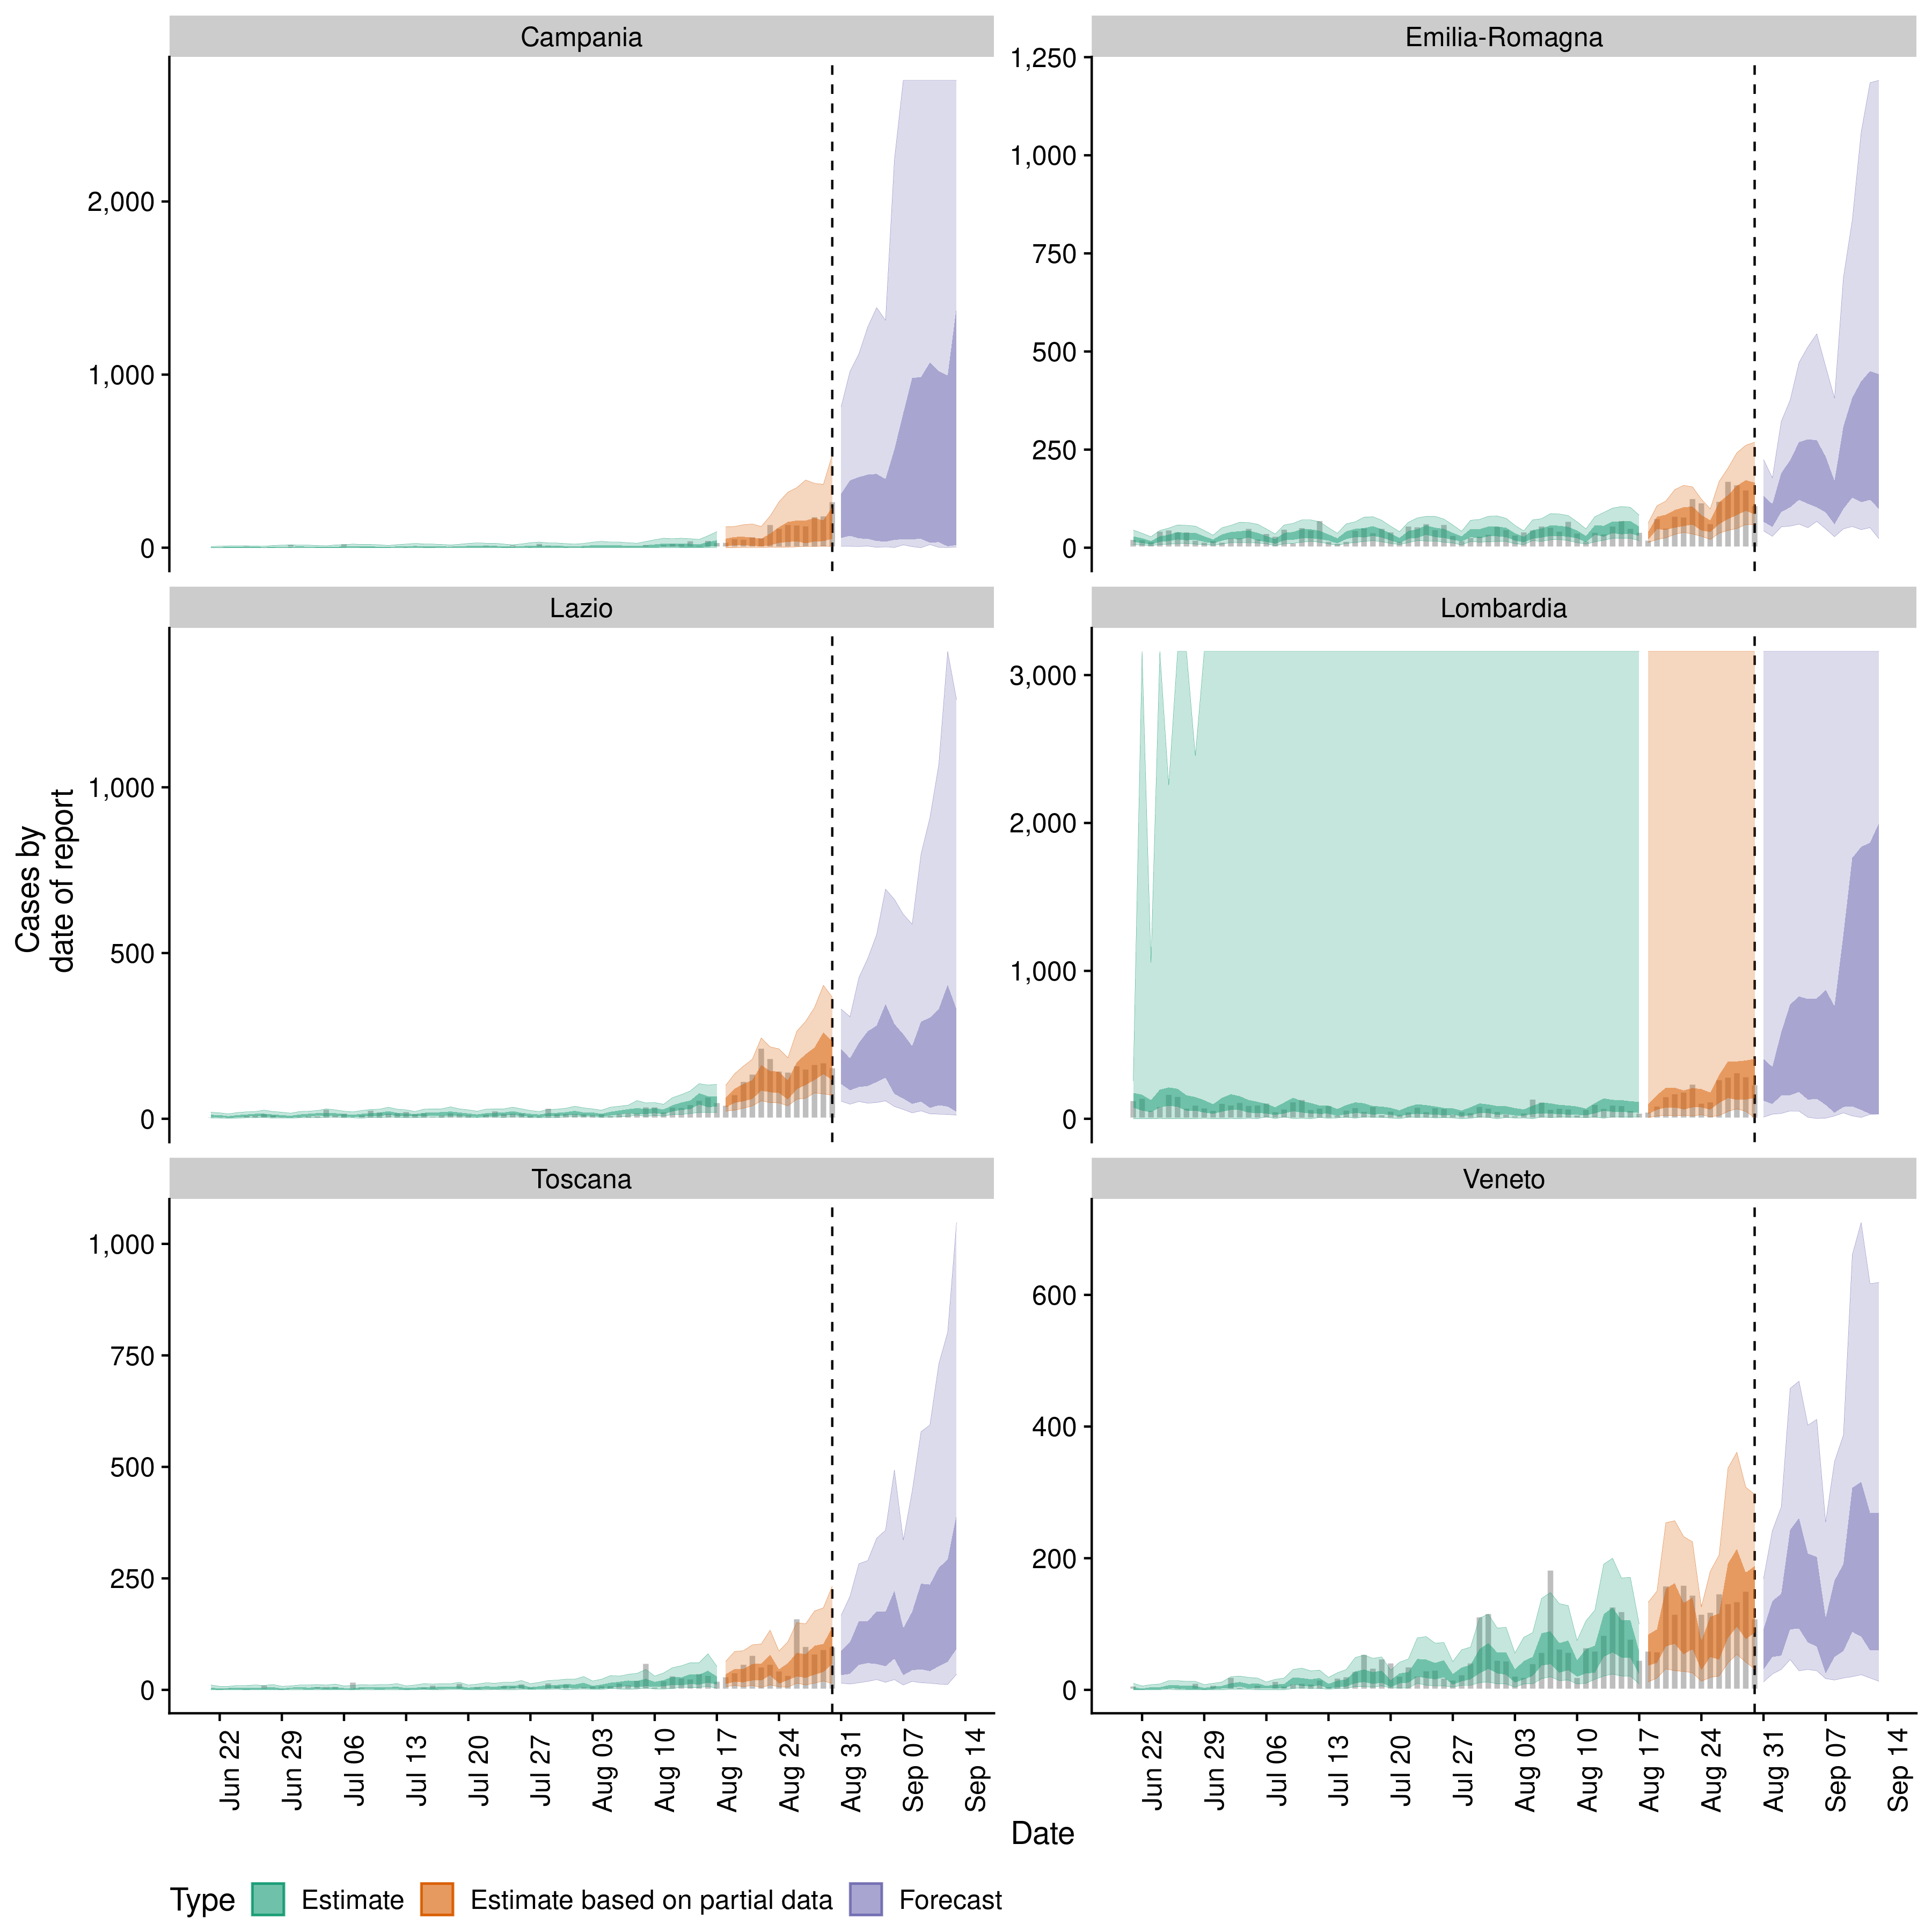 Campania
Emilia-Romagna
2,000
1,000
0
1,250
1,000
750
500
250
0
Lazio
Lombardia
1,000
500
0
3,000
2,000
1,000
0
Cases by
date of report
Toscana
Veneto
1,000
750
500
250
0
600
400
200
0
Jun 22
Jun 29
Jul 06
Jul 13
Jul 20
Jul 27
Aug 03
Aug 10
Aug 17
Aug 24
Aug 31
Sep 07
Sep 14
Jun 22
Jun 29
Jul 06
Jul 13
Jul 20
Jul 27
Aug 03
Aug 10
Aug 17
Aug 24
Aug 31
Sep 07
Sep 14
Date
Type Estimate Estimate based on partial data Forecast